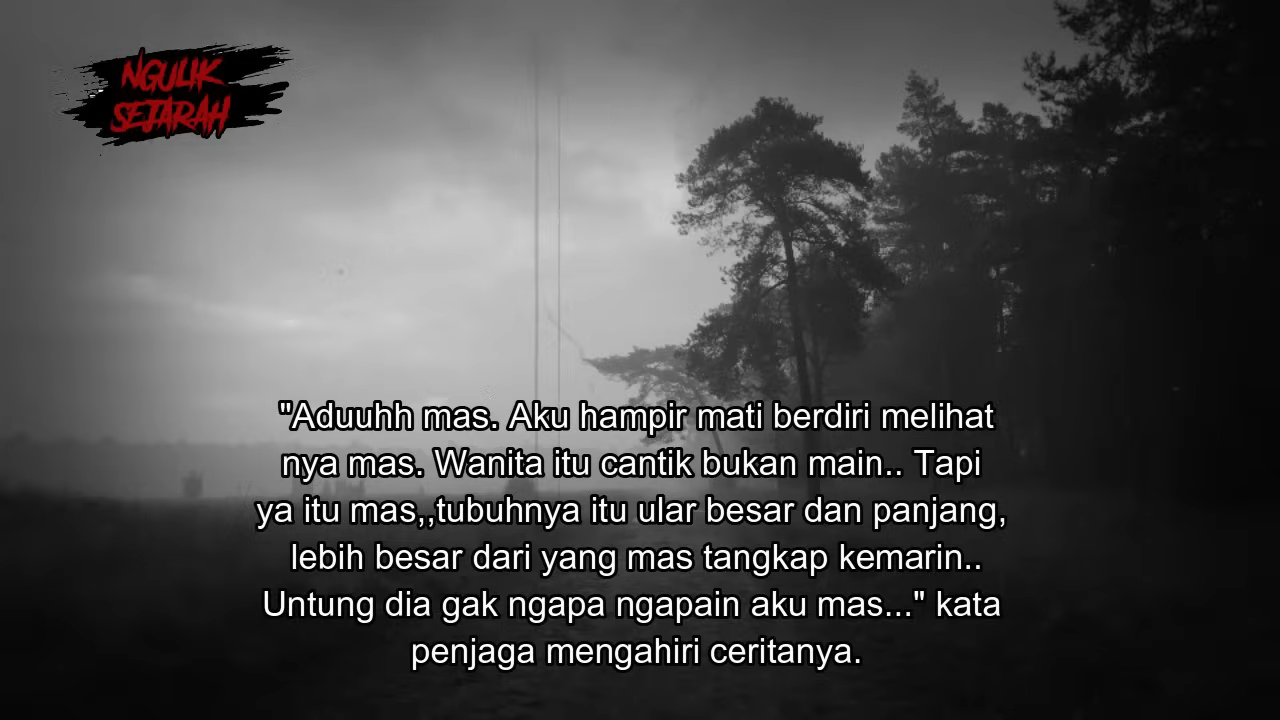 NGULIK
SEJARAH
"Aduuhh mas. Aku hampir mati berdiri melihat
nya mas. Wanita itu cantik bukan main.. Tapi
ya itu mas,,tubuhnya itu ular besar dan panjang,
lebih besar dari yang mas tangkap kemarin..
Untung dia gak ngapa ngapain aku mas..." kata
penjaga mengahiri ceritanya.